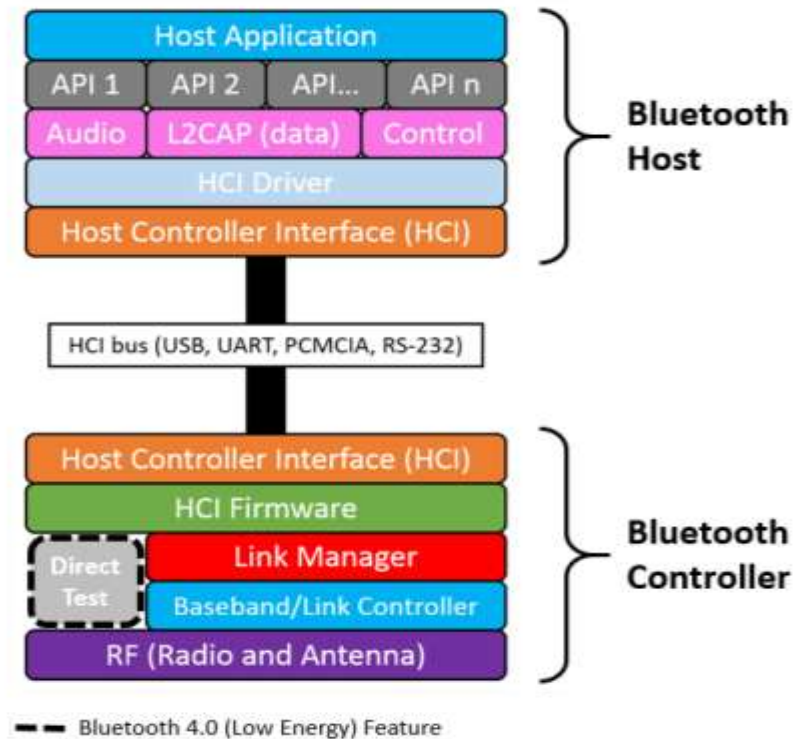 Host Application
API 1 API 2 API... API n
Audio L2CAP (data) Control
HCI Driver
Host Controller Interface (HCI)
Bluetooth
Host
HCI bus (USB, UART, PCMCIA, RS-232)
Host Controller Interface (HCI)
HCI Firmware
Direct
Test
Link Manager
Baseband/Link Controller
RF (Radio and Antenna)
Bluetooth
Controller
Bluetooth 4.0 (Low Energy) Feature